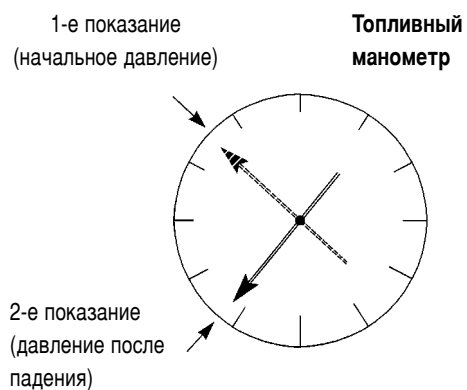 1-е показание
(начальное давление)
Топливный
манометр
2-е показание
(давление после
падения)